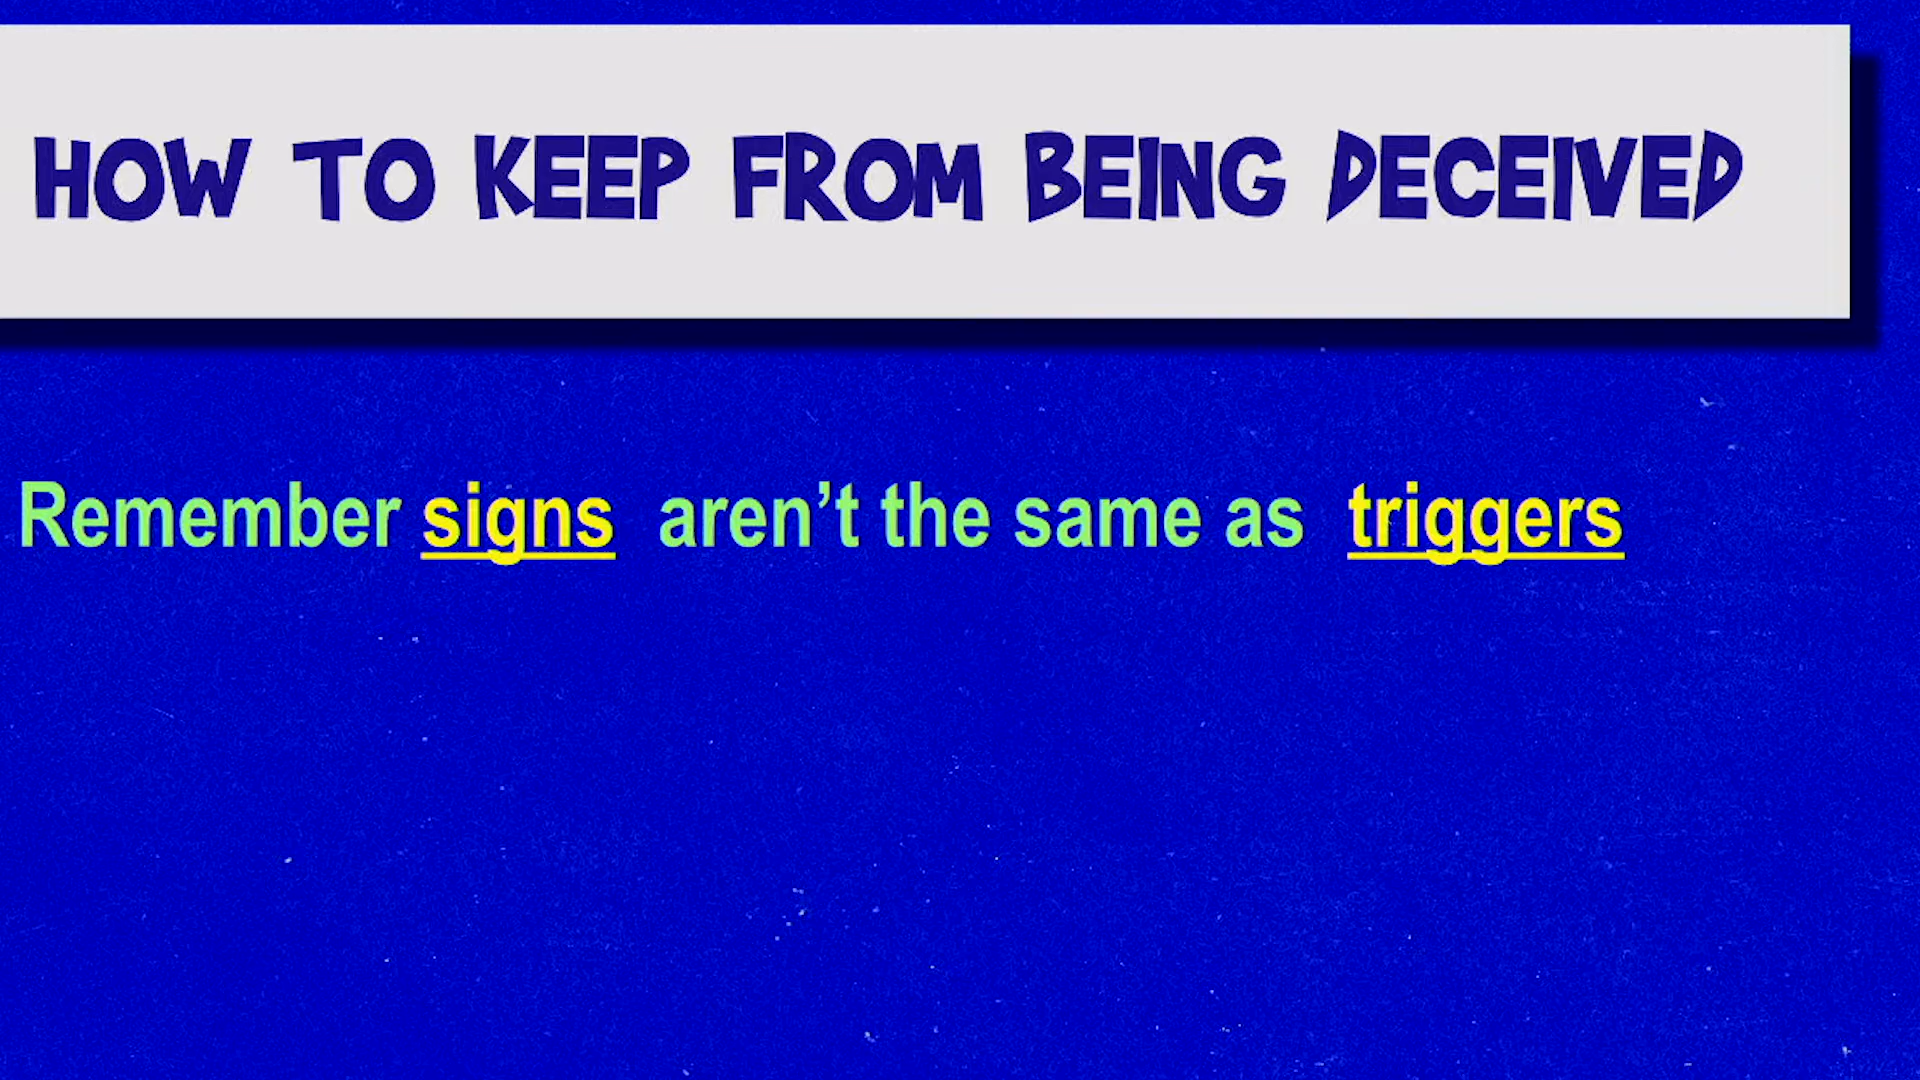 HOW TO KEEP FROM BEING DECEIVED
Remember signs aren’t the same as triggers